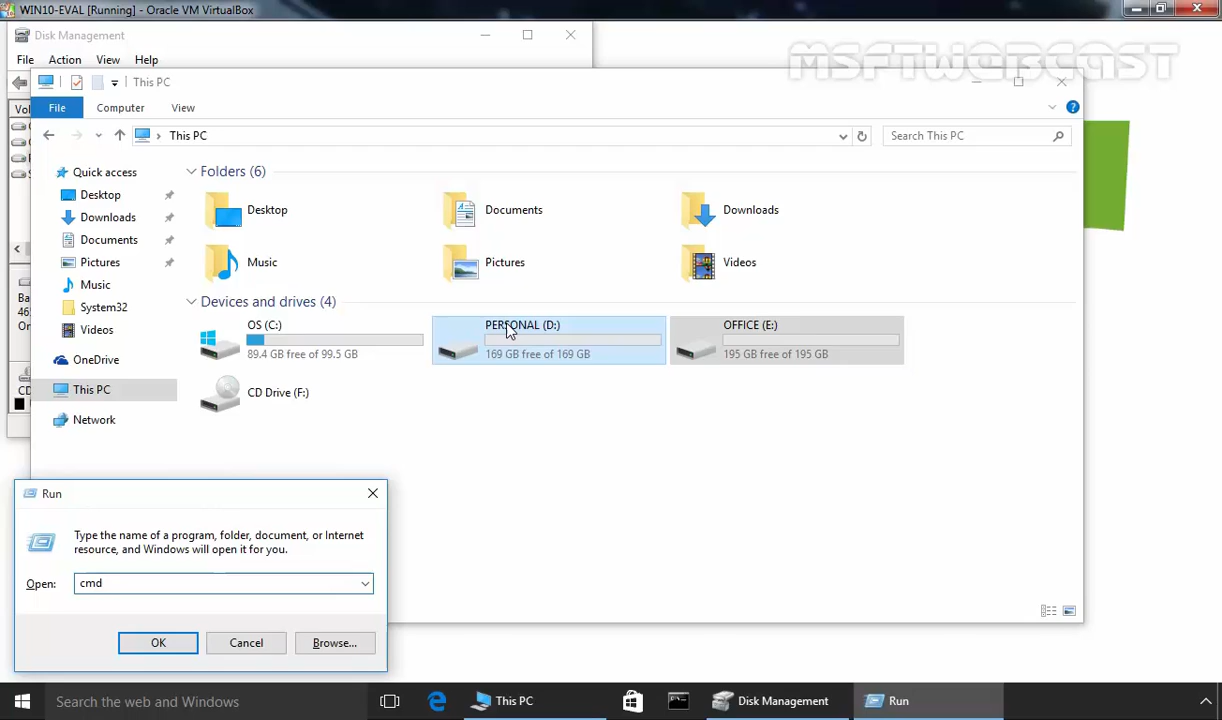 WIN10-EVAL [Running] - Oracle VM VirtualBox
Disk Management
File Action View Help
MSFTWEBCAST
This PC
File Computer View
This PC
Search This PC
Vol
Quick access
Desktop
Downloads
Documents
Pictures
Music
System32
Videos
OneDrive
This PC
Network
Folders (6)
Desktop
Documents
Downloads
Music
Pictures
Videos
Devices and drives (4)
OS (C:)
89.4 GB free of 99.5 GB
PERSONAL (D:)
169 GB free of 169 GB
OFFICE (E:)
195 GB free of 195 GB
CD Drive (F:)
Ba
46
On
CD
Run
Type the name of a program, folder, document, or Internet
resource, and Windows will open it for you.
Open: cmd
OK Cancel Browse...
Search the web and Windows
This PC
Disk Management
Run